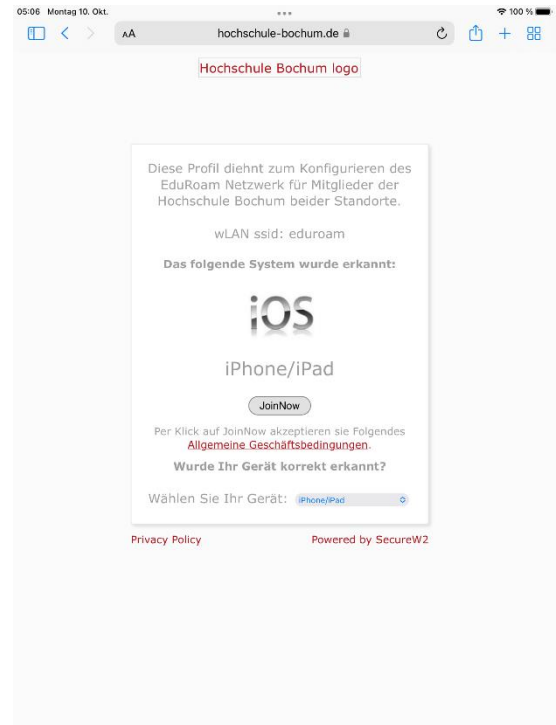 05:06 Montag 10. Okt.
100 %
AA
hochschule-bochum.de
Hochschule Bochum logo
Diese Profil diehnt zum Konfigurieren des
EduRoam Netzwerk für Mitglieder der
Hochschule Bochum beider Standorte.
wLAN ssid: eduroam
Das folgende System wurde erkannt:
iOS
iPhone/iPad
JoinNow
Per Klick auf JoinNow akzeptieren sie Folgendes
Allgemeine Geschäftsbedingungen.
Wurde Ihr Gerät korrekt erkannt?
Wählen Sie Ihr Gerät: iPhone/iPad
Privacy Policy Powered by SecureW2